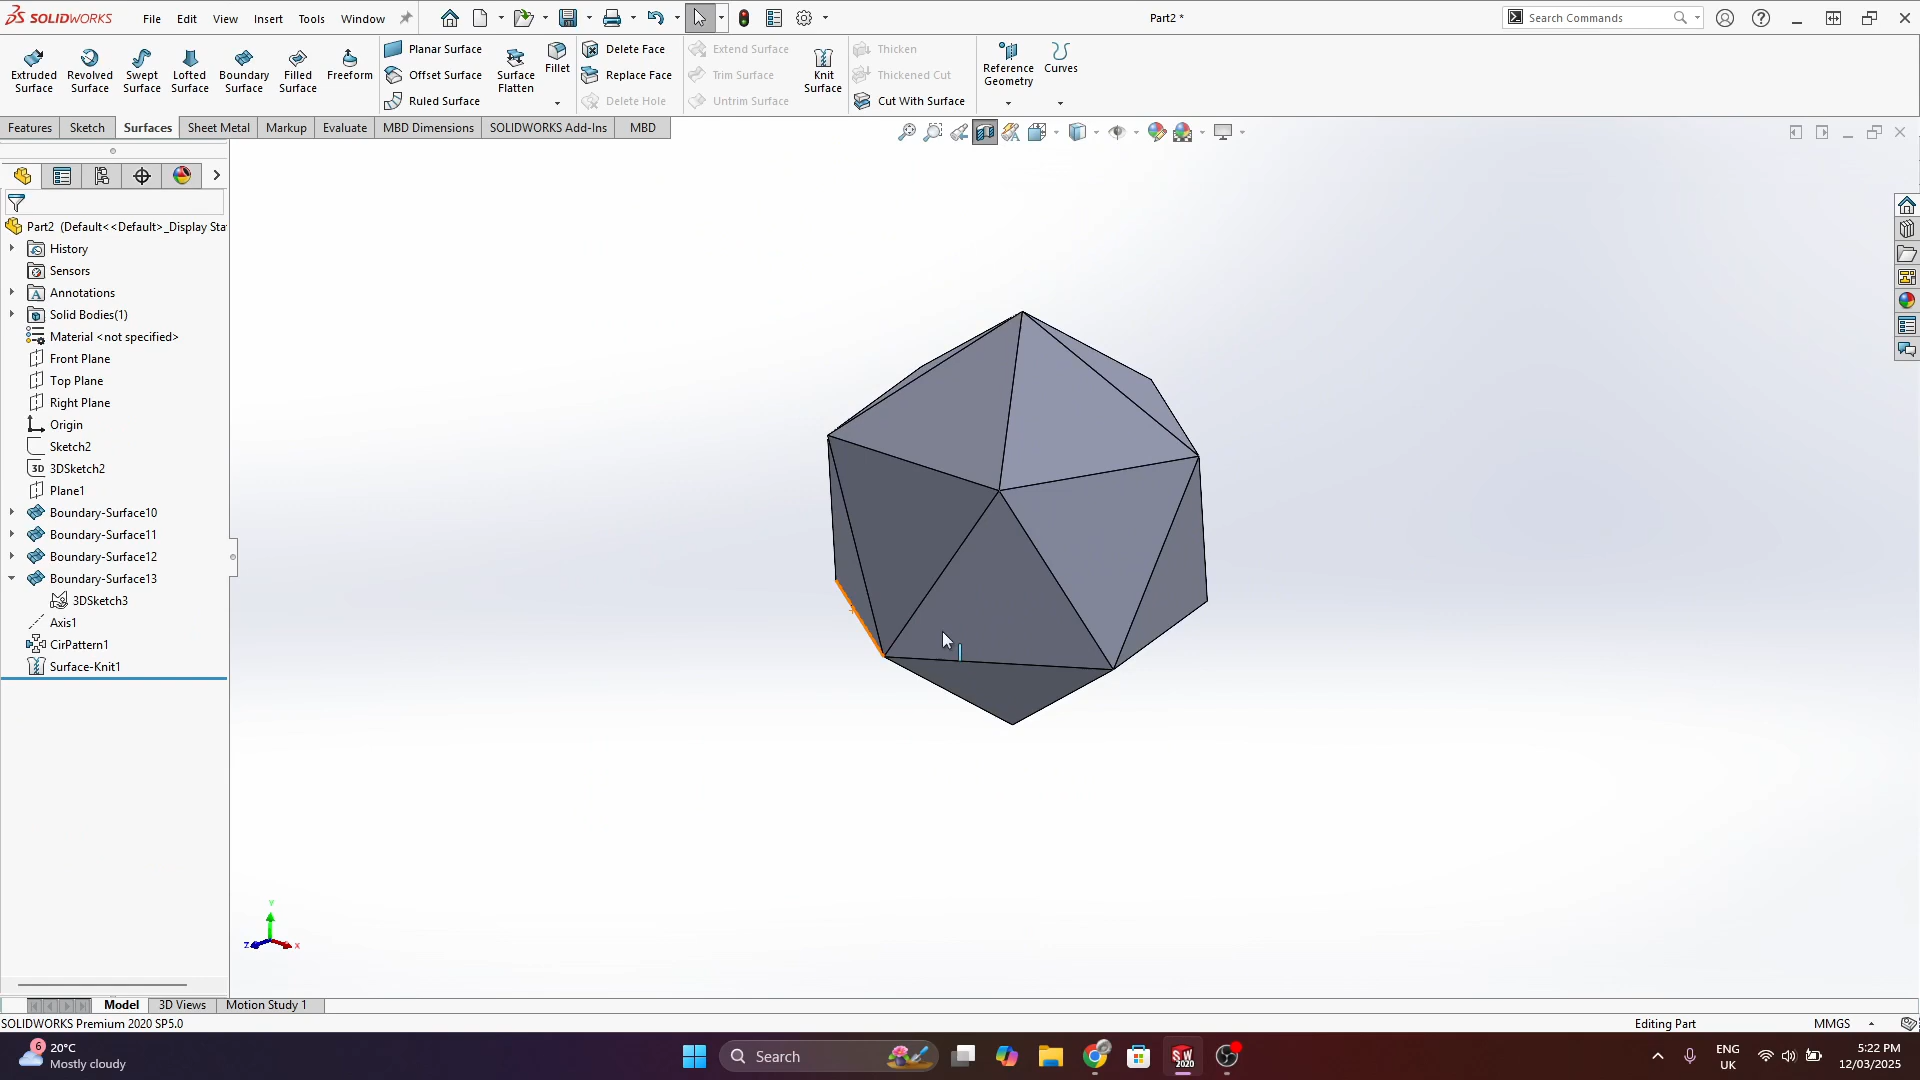 SOLIDWORKS File Edit View Insert Tools Window Part2 * Search Commands
Extruded Surface
Revolved Surface
Swept Surface
Lofted Surface
Boundary Surface
Filled Surface
Freeform
Planar Surface
Offset Surface
Ruled Surface
Surface Flatten
Fillet
Delete Face
Replace Face
Delete Hole
Extend Surface
Trim Surface
Untrim Surface
Knit Surface
Thicken
Thickened Cut
Cut With Surface
Reference Geometry
Curves
Features Sketch Surfaces Sheet Metal Markup Evaluate MBD Dimensions SOLIDWORKS Add-Ins MBD
Part2 (Default<<Default>_Display Sta
History
Sensors
A Annotations
Solid Bodies(1)
Material <not specified>
Front Plane
Top Plane
Right Plane
Origin
Sketch2
3D 3DSketch2
Plane1
Boundary-Surface10
Boundary-Surface11
Boundary-Surface12
Boundary-Surface13
3DSketch3
Axis1
CirPattern1
Surface-Knit1
Y
Z X
Model 3D Views Motion Study 1
SOLIDWORKS Premium 2020 SP5.0 Editing Part MMGS
6 20°C
Mostly cloudy
Search
SW 2020
ENG
UK
5:22 PM
12/03/2025